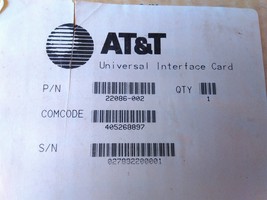 AT&T
Universal Interface Card
P/N
22086-002
QTY
1
COMCODE
405269897
S/N